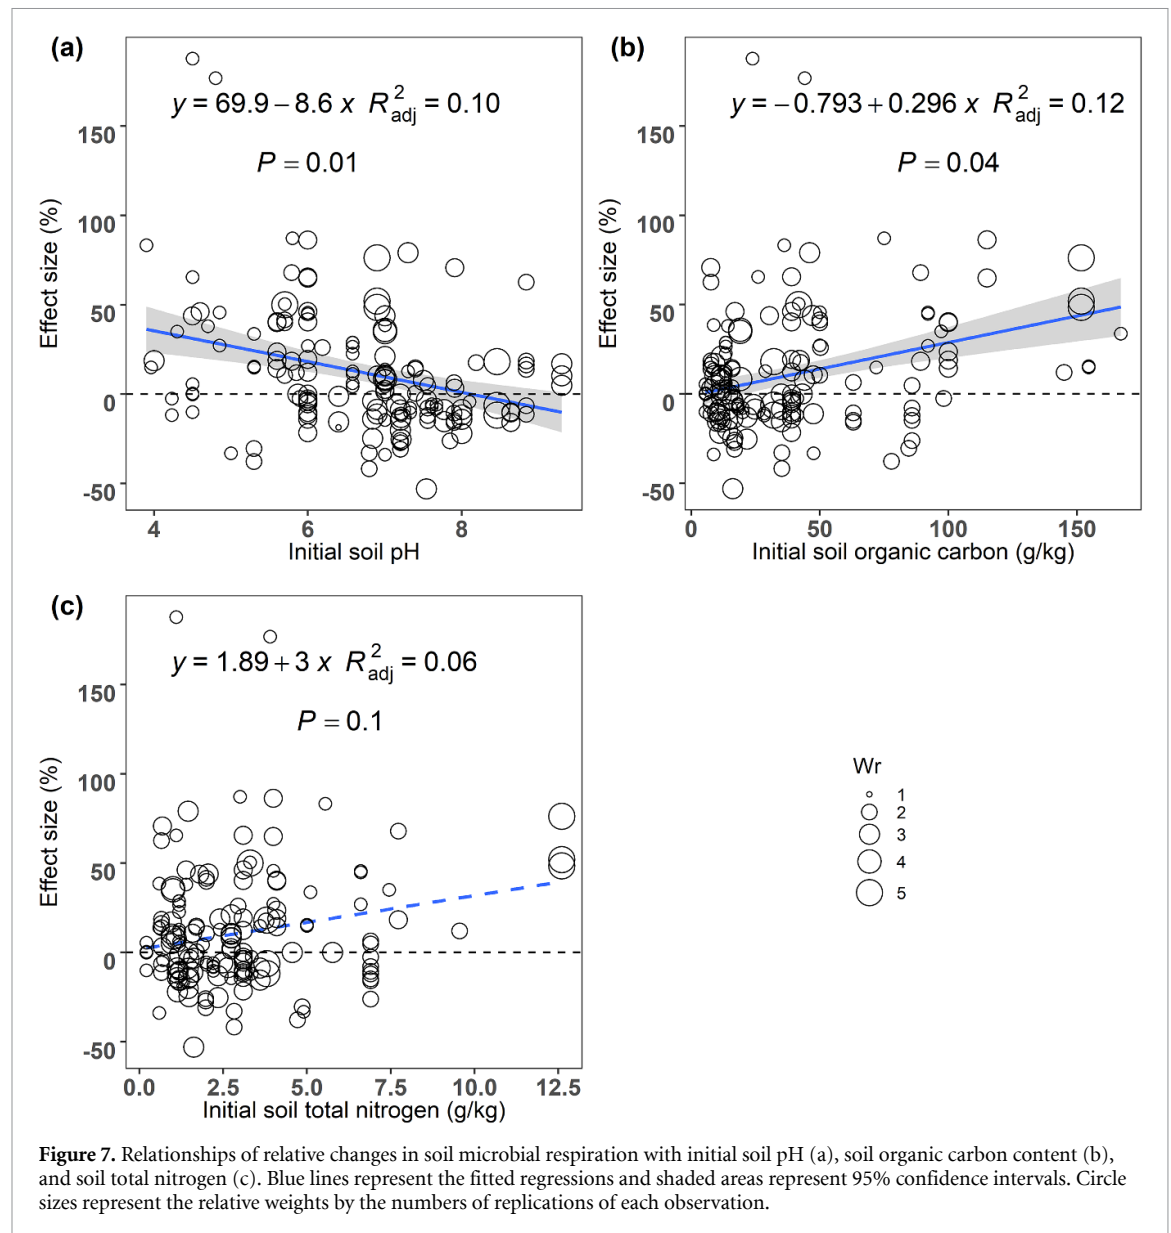 (a)
y = 69.9 − 8.6 x R²adj = 0.10
P = 0.01
150
100
50
0
-50
Effect size (%)
4 6 8
Initial soil pH
(b)
y = − 0.793 + 0.296 x R²adj = 0.12
P = 0.04
150
100
50
0
-50
Effect size (%)
0 50 100 150
Initial soil organic carbon (g/kg)
(c)
y = 1.89 + 3 x R²adj = 0.06
P = 0.1
150
100
50
0
-50
Effect size (%)
0.0 2.5 5.0 7.5 10.0 12.5
Initial soil total nitrogen (g/kg)
Wr
1
2
3
4
5
Figure 7. Relationships of relative changes in soil microbial respiration with initial soil pH (a), soil organic carbon content (b),
and soil total nitrogen (c). Blue lines represent the fitted regressions and shaded areas represent 95% confidence intervals. Circle
sizes represent the relative weights by the numbers of replications of each observation.